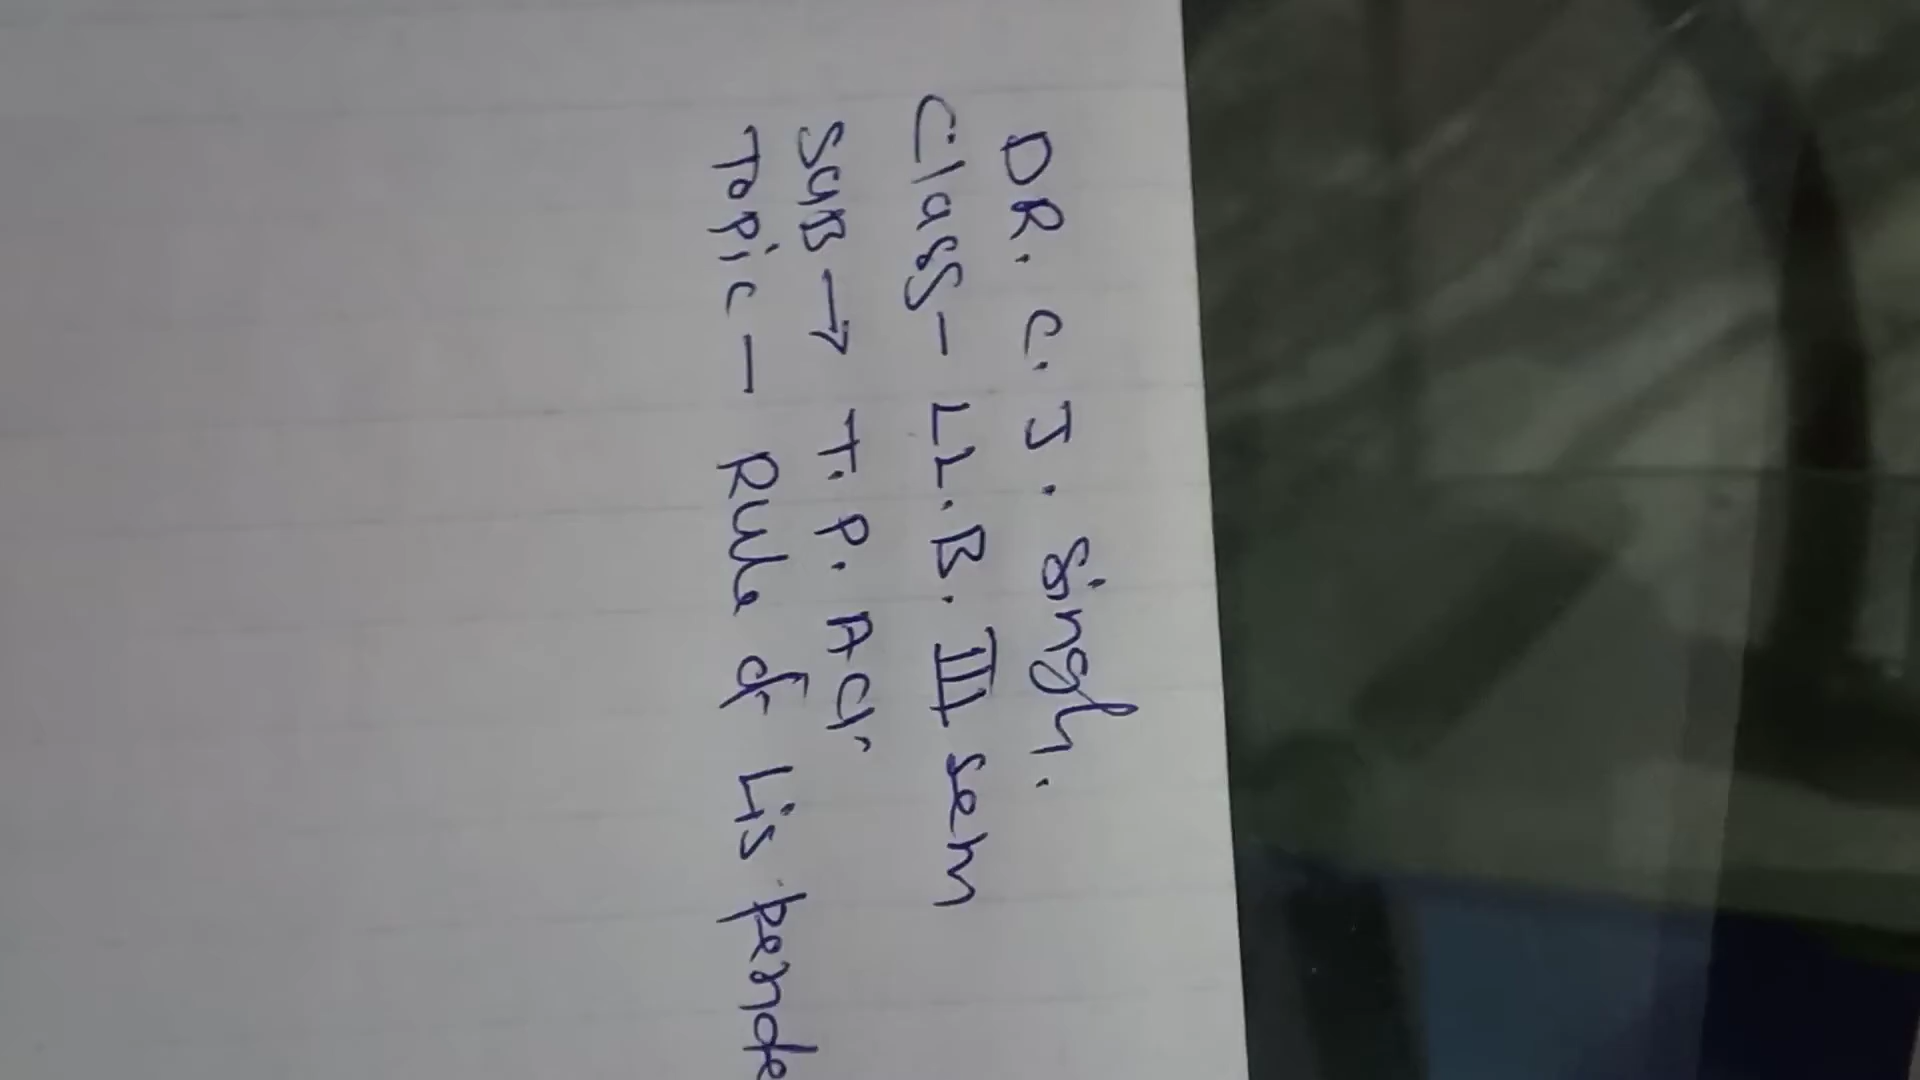 DR. C. J. Singh.
Class- LL.B. III Sem
SUB → T. P. Act
Topic - Rule of Lis pende